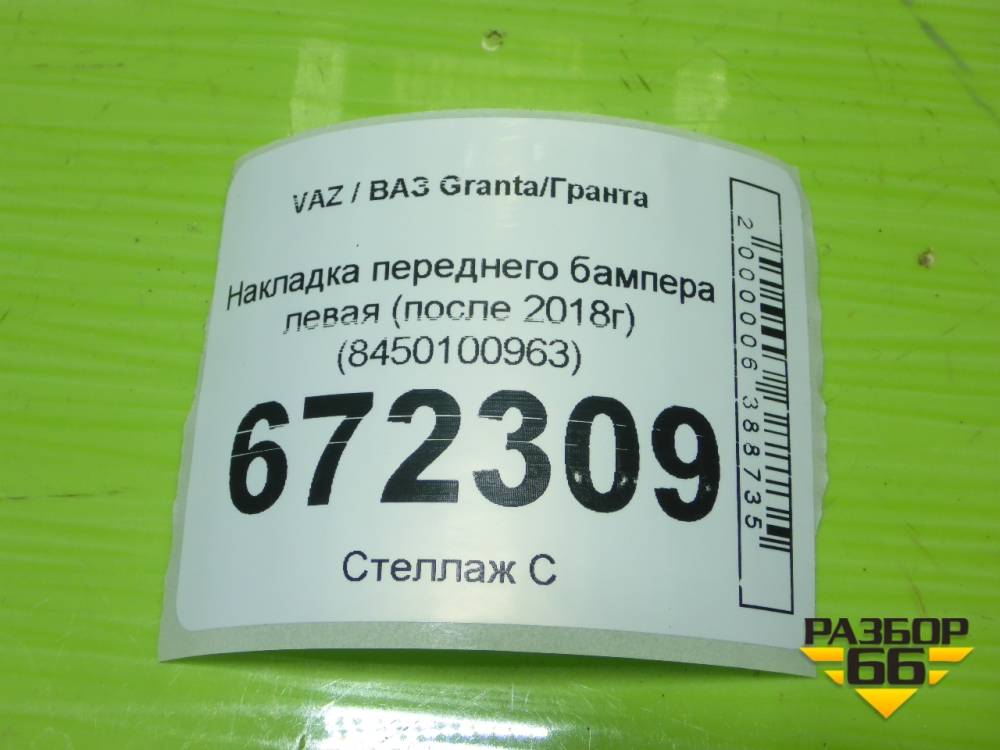 VAZ / ВАЗ Granta/Гранта
Накладка переднего бампера
левая (после 2018г)
(8450100963)
672309
Стеллаж С
2000006388735
РАЗБОР
66